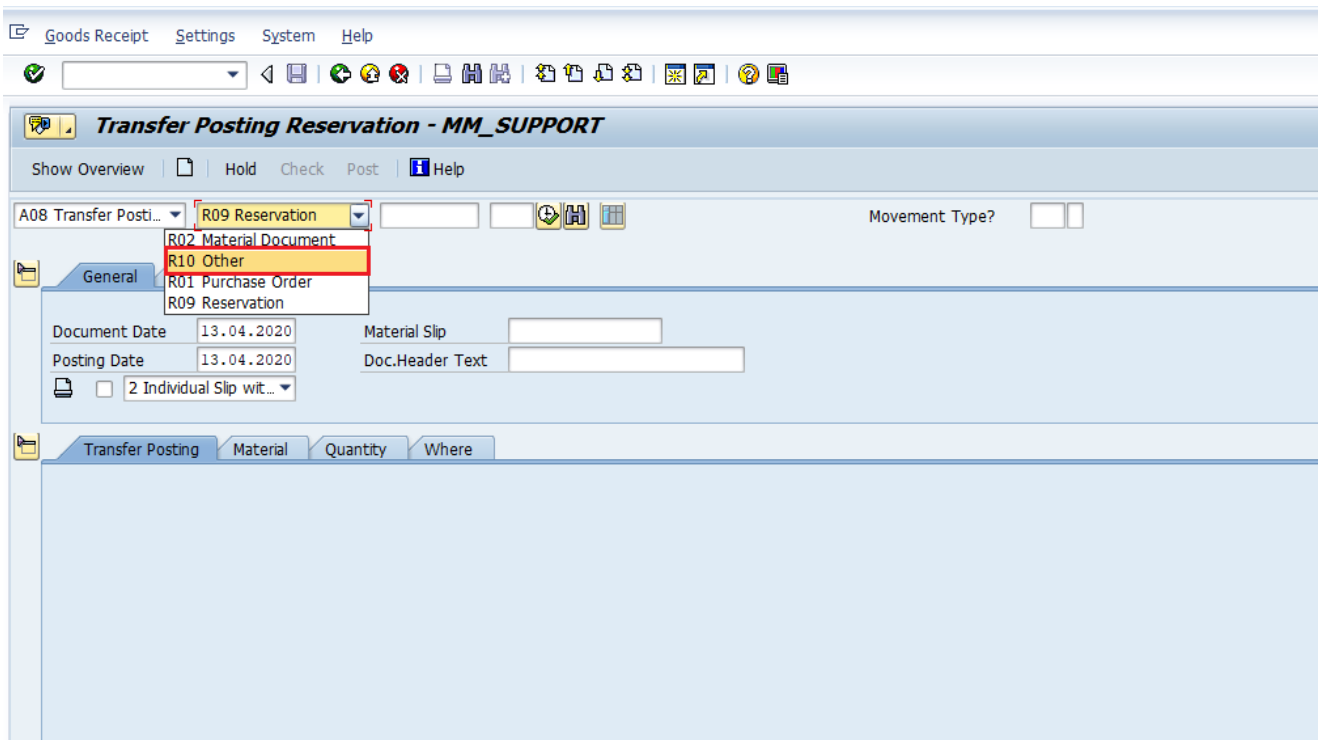 Goods Receipt Settings System Help
Transfer Posting Reservation - MM_SUPPORT
Show Overview Hold Check Post Help
A08 Transfer Posti... R09 Reservation Movement Type?
R02 Material Document
R10 Other
R01 Purchase Order
R09 Reservation
General
Document Date 13.04.2020 Material Slip
Posting Date 13.04.2020 Doc.Header Text
2 Individual Slip wit...
Transfer Posting Material Quantity Where